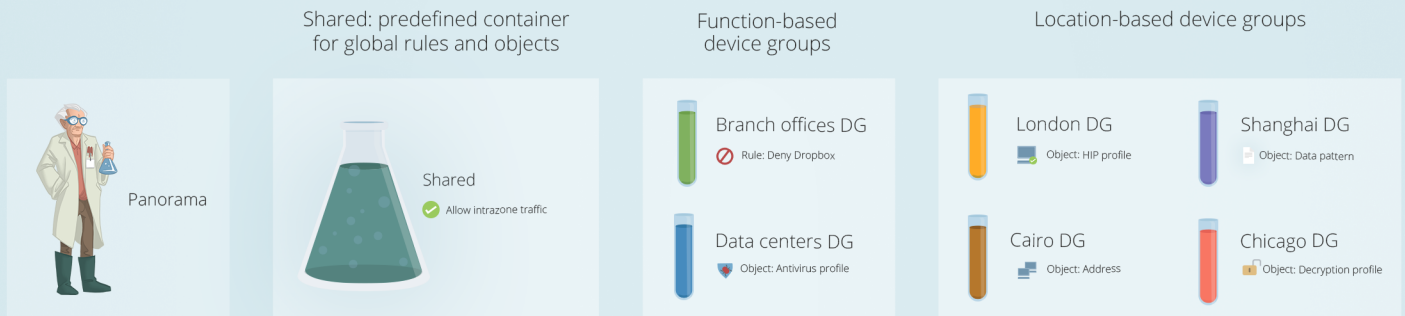 Shared: predefined container
for global rules and objects
Function-based
device groups
Location-based device groups
Panorama
Shared
Allow intrazone traffic
Branch offices DG
Rule: Deny Dropbox
Data centers DG
Object: Antivirus profile
London DG
Object: HIP profile
Shanghai DG
Object: Data pattern
Cairo DG
Object: Address
Chicago DG
Object: Decryption profile